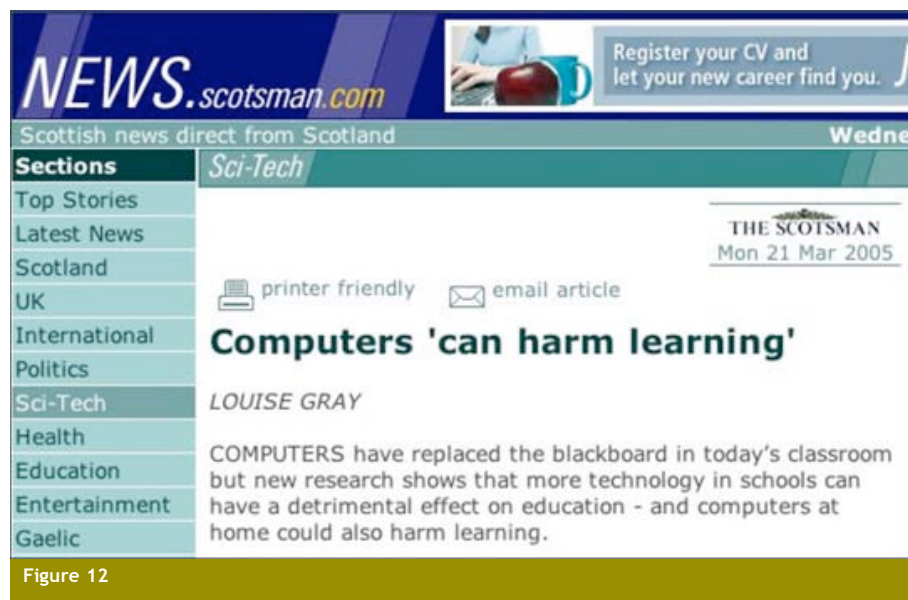 NEWS.scotsman.com
Register your CV and
let your new career find you.
Scottish news direct from Scotland
Sections
Top Stories
Latest News
Scotland
UK
International
Politics
Sci-Tech
Health
Education
Entertainment
Gaelic
Sci-Tech
THE SCOTSMAN
Mon 21 Mar 2005
printer friendly
email article
Computers 'can harm learning'
LOUISE GRAY
COMPUTERS have replaced the blackboard in today's classroom
but new research shows that more technology in schools can
have a detrimental effect on education - and computers at
home could also harm learning.
Figure 12